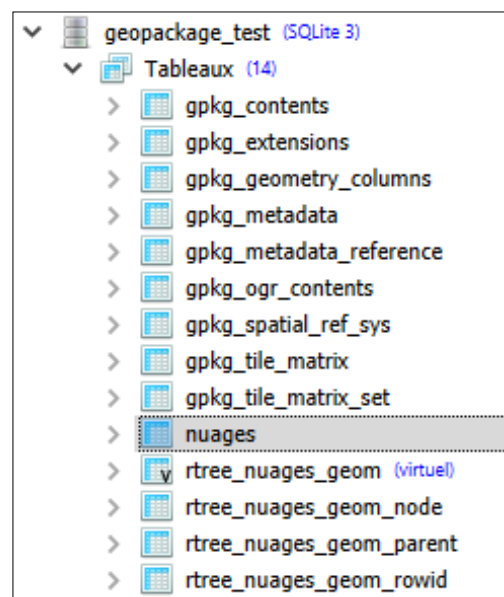 geopackage_test (SQLite 3)
Tableaux (14)
gpkg_contents
gpkg_extensions
gpkg_geometry_columns
gpkg_metadata
gpkg_metadata_reference
gpkg_ogr_contents
gpkg_spatial_ref_sys
gpkg_tile_matrix
gpkg_tile_matrix_set
nuages
rtree_nuages_geom (virtuel)
rtree_nuages_geom_node
rtree_nuages_geom_parent
rtree_nuages_geom_rowid